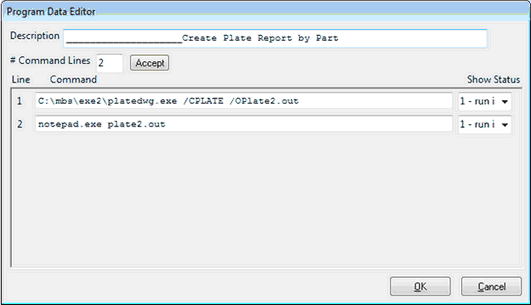 Program Data Editor
Description ____________________Create Plate Report by Part
# Command Lines 2 Accept
Line Command Show Status
1 C:\mbs\exe2\platedwg.exe /CPLATE /OPlate2.out 1 - run i
2 notepad.exe plate2.out 1 - run i
OK Cancel